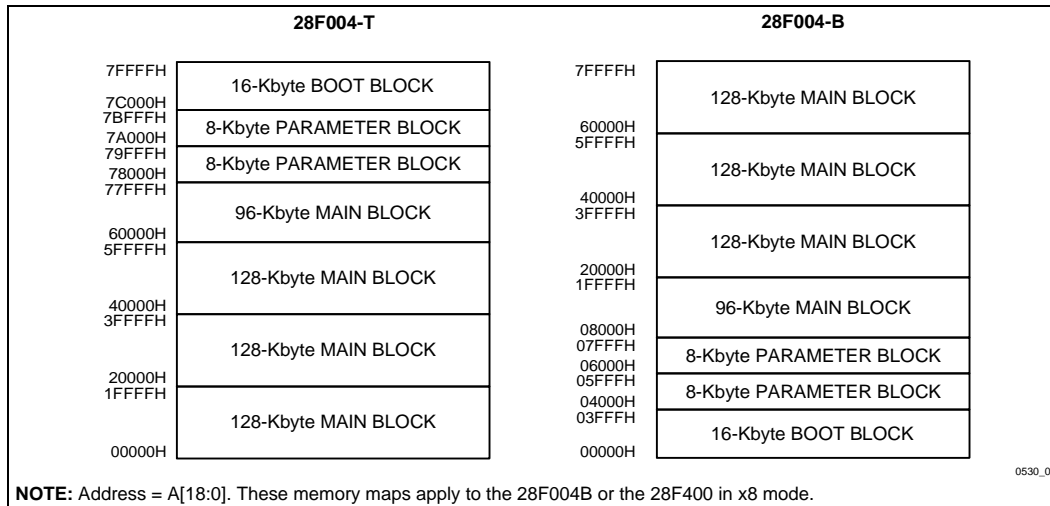 28F004-T
7FFFFH
16-Kbyte BOOT BLOCK
7C000H
7BFFFH
8-Kbyte PARAMETER BLOCK
7A000H
79FFFH
8-Kbyte PARAMETER BLOCK
78000H
77FFFH
96-Kbyte MAIN BLOCK
60000H
5FFFFH
128-Kbyte MAIN BLOCK
40000H
3FFFFH
128-Kbyte MAIN BLOCK
20000H
1FFFFH
128-Kbyte MAIN BLOCK
00000H
28F004-B
7FFFFH
128-Kbyte MAIN BLOCK
60000H
5FFFFH
128-Kbyte MAIN BLOCK
40000H
3FFFFH
128-Kbyte MAIN BLOCK
20000H
1FFFFH
96-Kbyte MAIN BLOCK
08000H
07FFFH
8-Kbyte PARAMETER BLOCK
06000H
05FFFH
8-Kbyte PARAMETER BLOCK
04000H
03FFFH
16-Kbyte BOOT BLOCK
00000H
0530_0
NOTE: Address = A[18:0]. These memory maps apply to the 28F004B or the 28F400 in x8 mode.